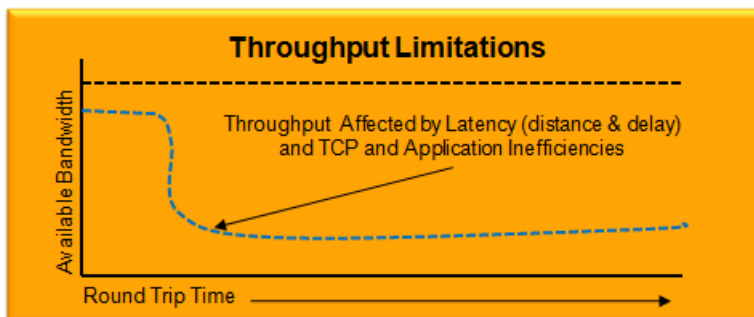 Throughput Limitations
Throughput Affected by Latency (distance & delay)
and TCP and Application Inefficiencies
Available Bandwidth
Round Trip Time